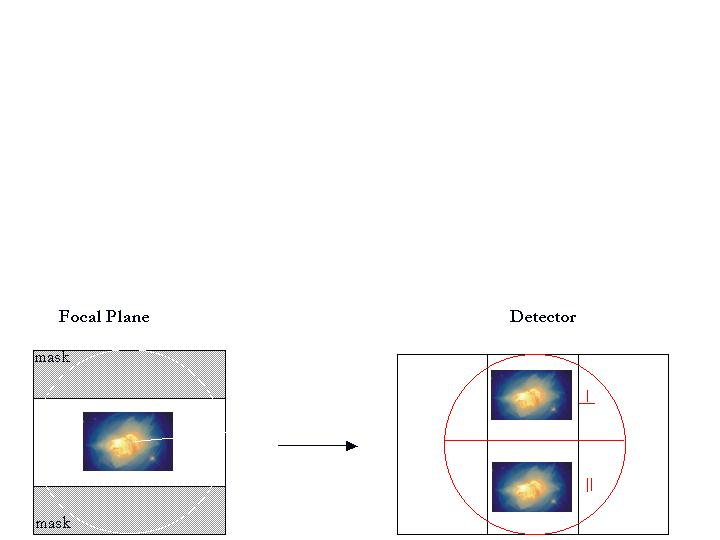 Focal Plane
Detector
mask
⊥
||
mask